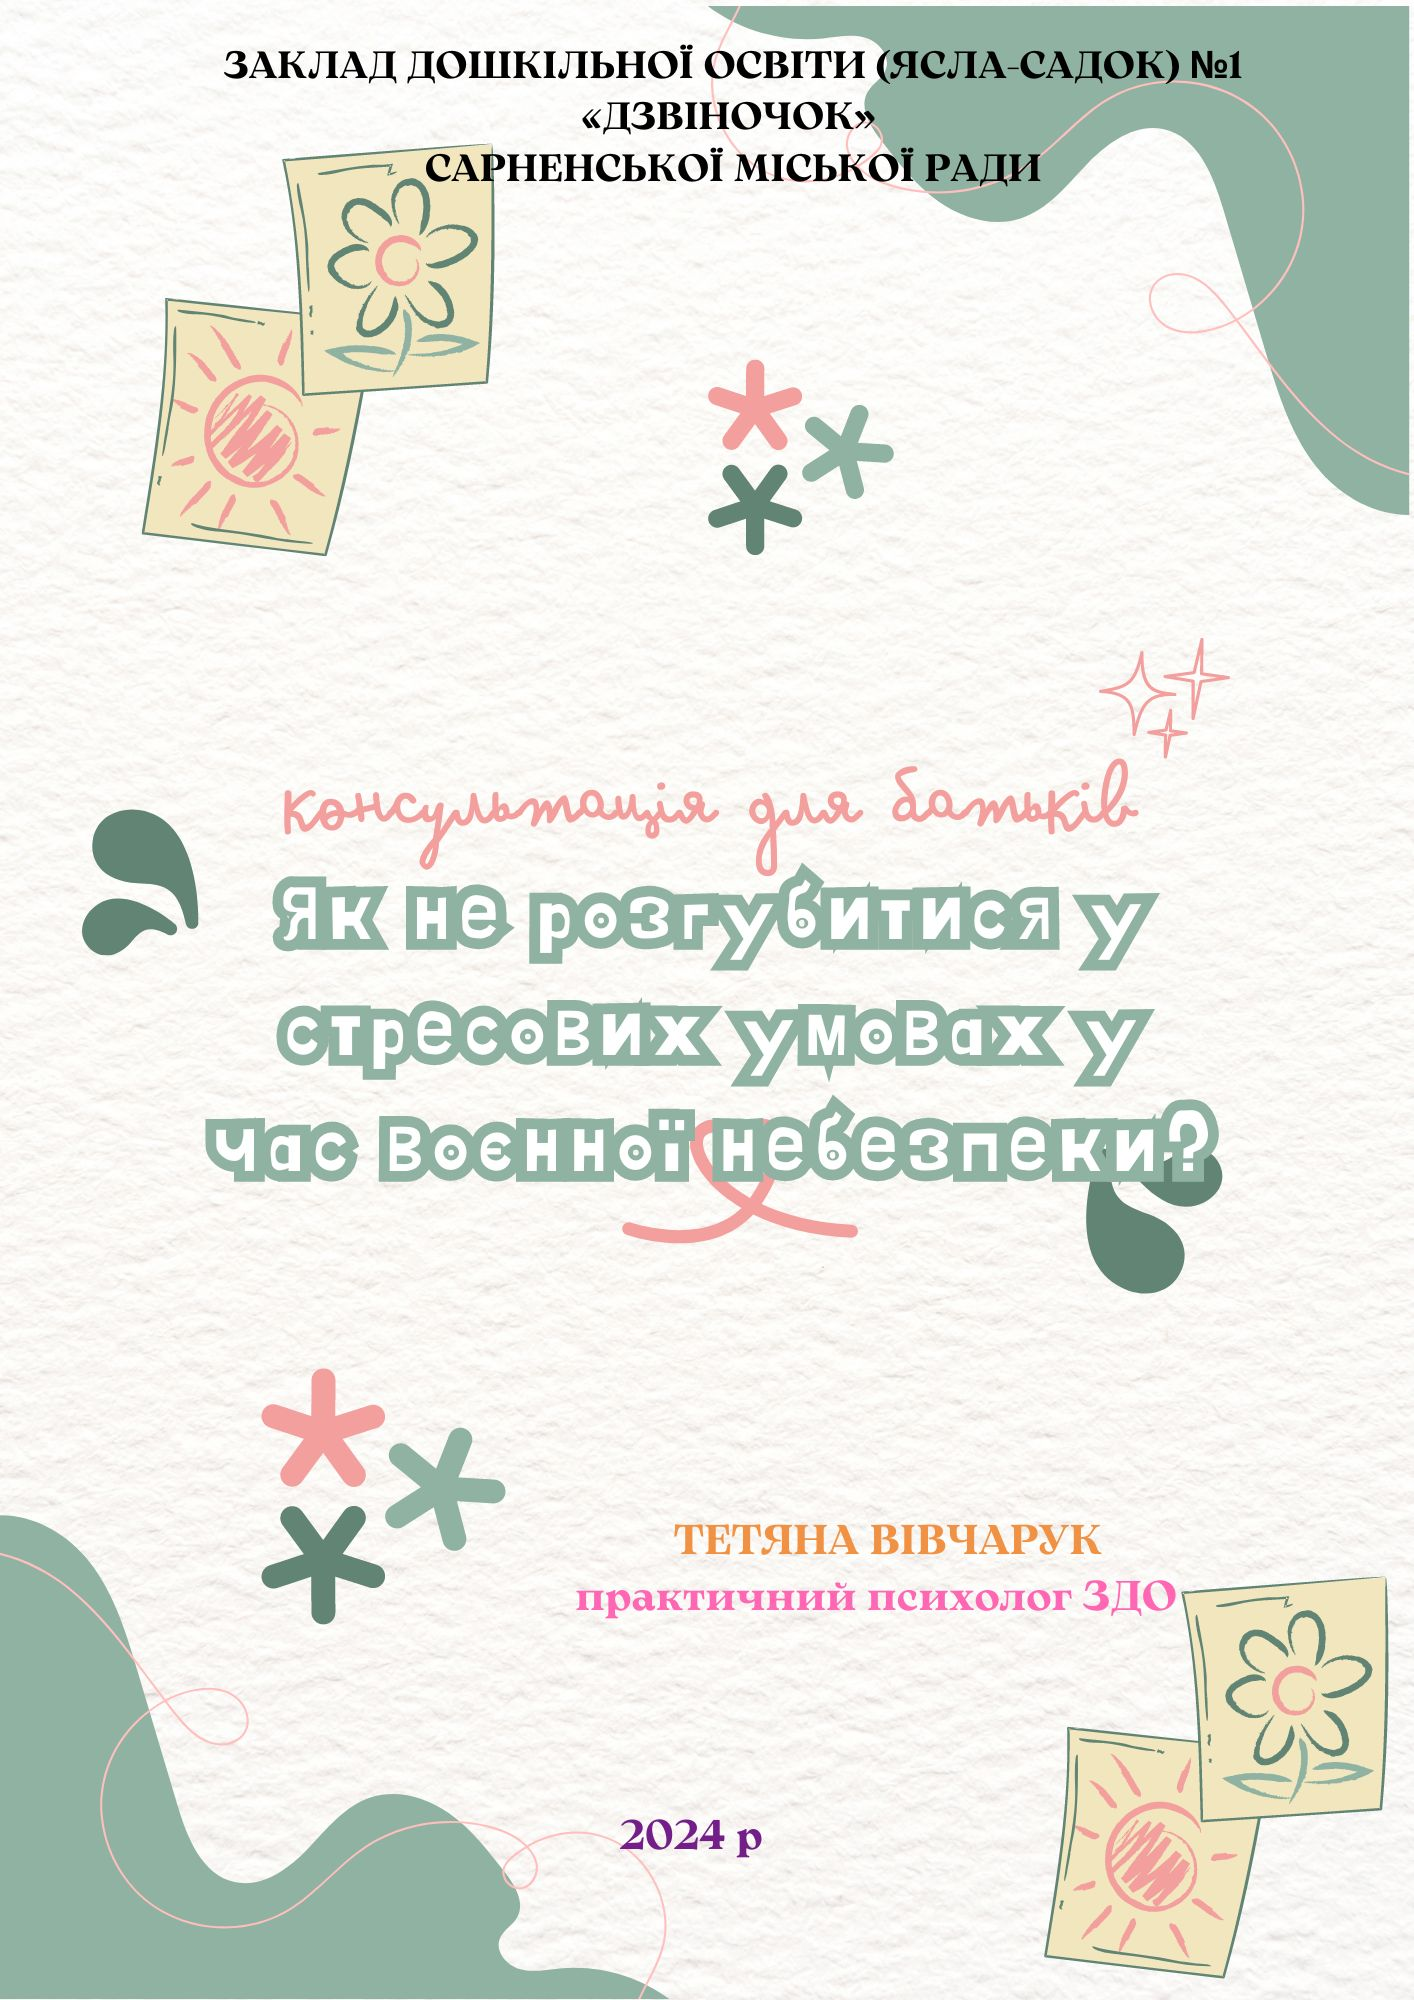 ЗАКЛАД ДОШКІЛЬНОЇ ОСВІТИ (ЯСЛА-САДОК) №1
«ДЗВІНОЧОК»
САРНЕНСЬКОЇ МІСЬКОЇ РАДИ
консультація для батьків
Як не розгубитися у
стресових умовах у
час воєнної небезпеки?
ТЕТЯНА ВІВЧАРУК
практичний психолог ЗДО
2024 р